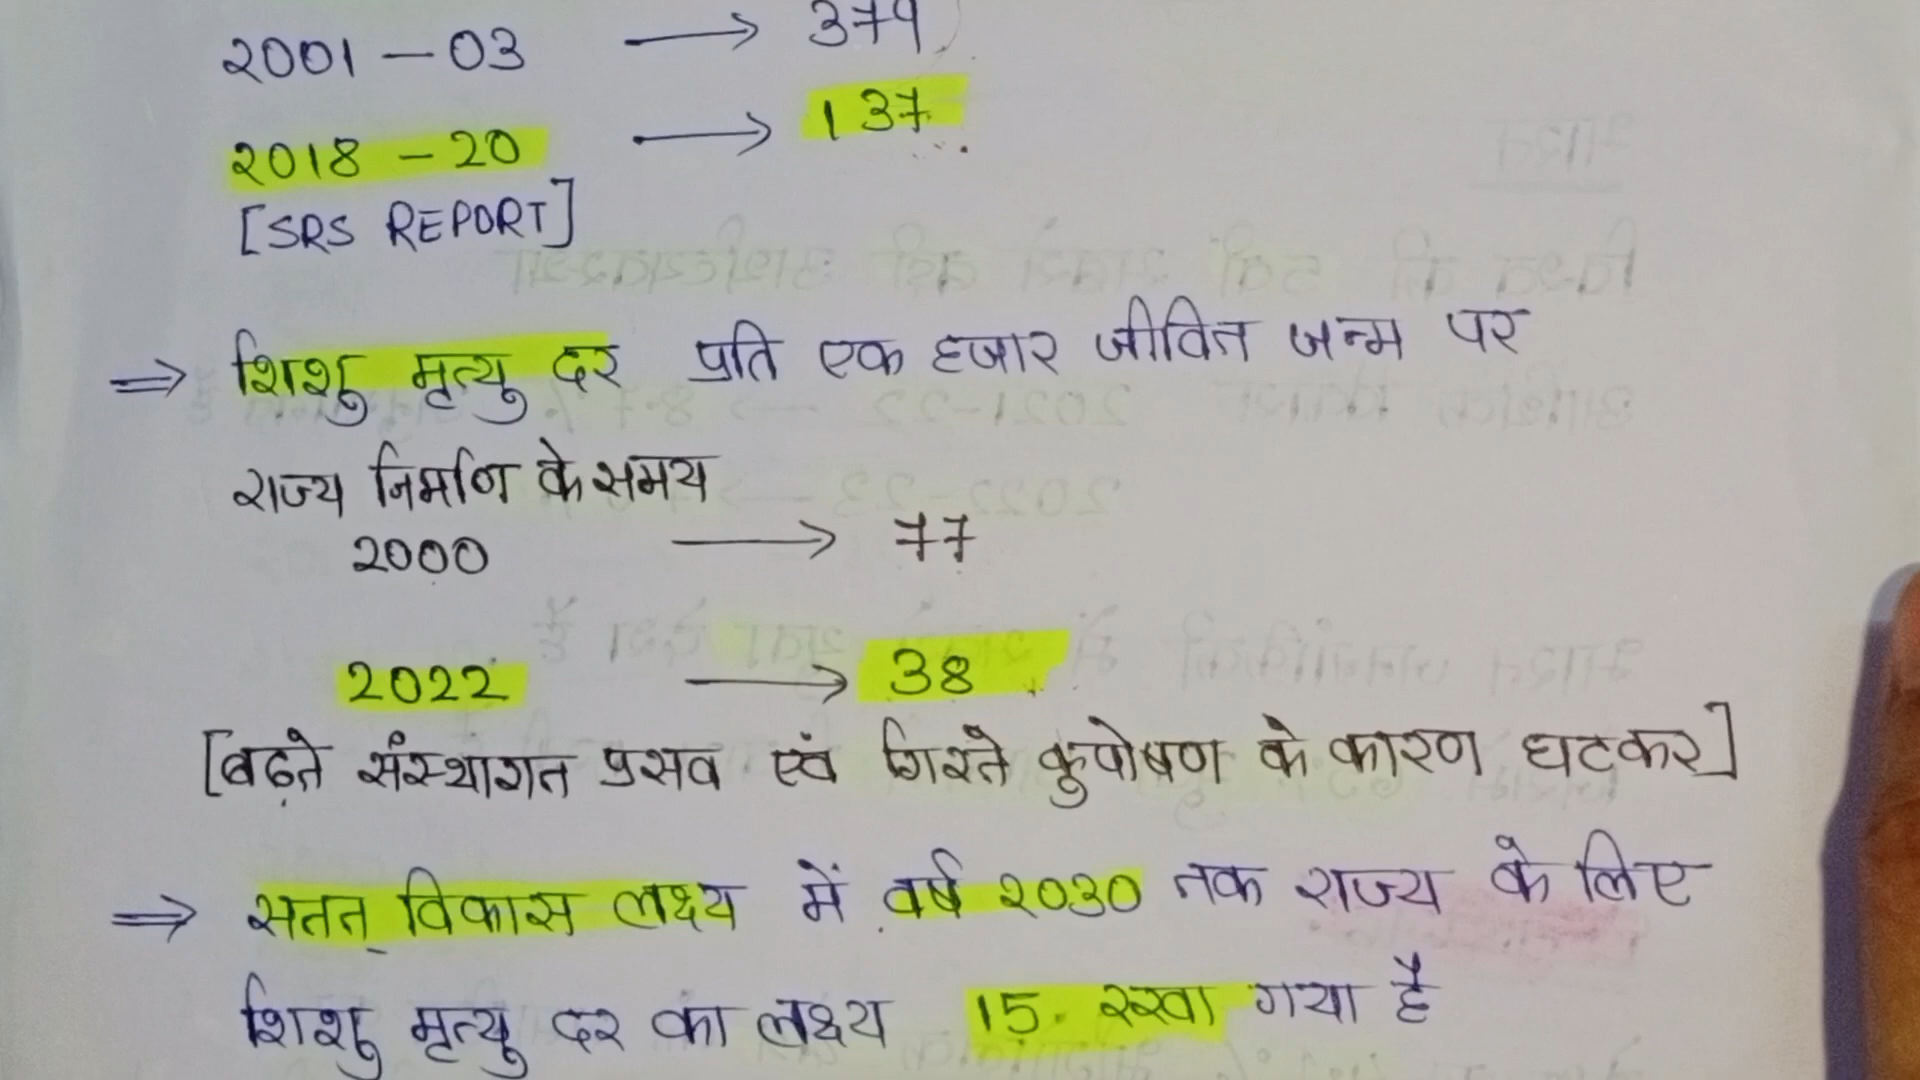 2001 - 03 → 379
2018 - 20 → 137
[SRS REPORT]
⇒ शिशु मृत्यु दर प्रति एक हजार जीवित जन्म पर
राज्य निर्माण के समय
2000 → 77
2022 → 38
[बढ़ते संस्थागत प्रसव एवं गिरते कुपोषण के कारण घटकर]
⇒ सतत् विकास लक्ष्य में वर्ष 2030 तक राज्य के लिए
शिशु मृत्यु दर का लक्ष्य 15. रखा गया है